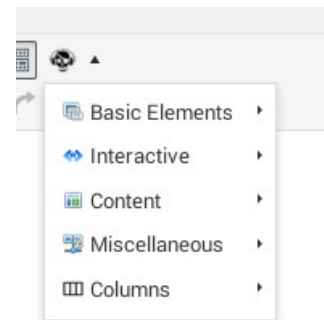 Basic Elements
Interactive
Content
Miscellaneous
Columns